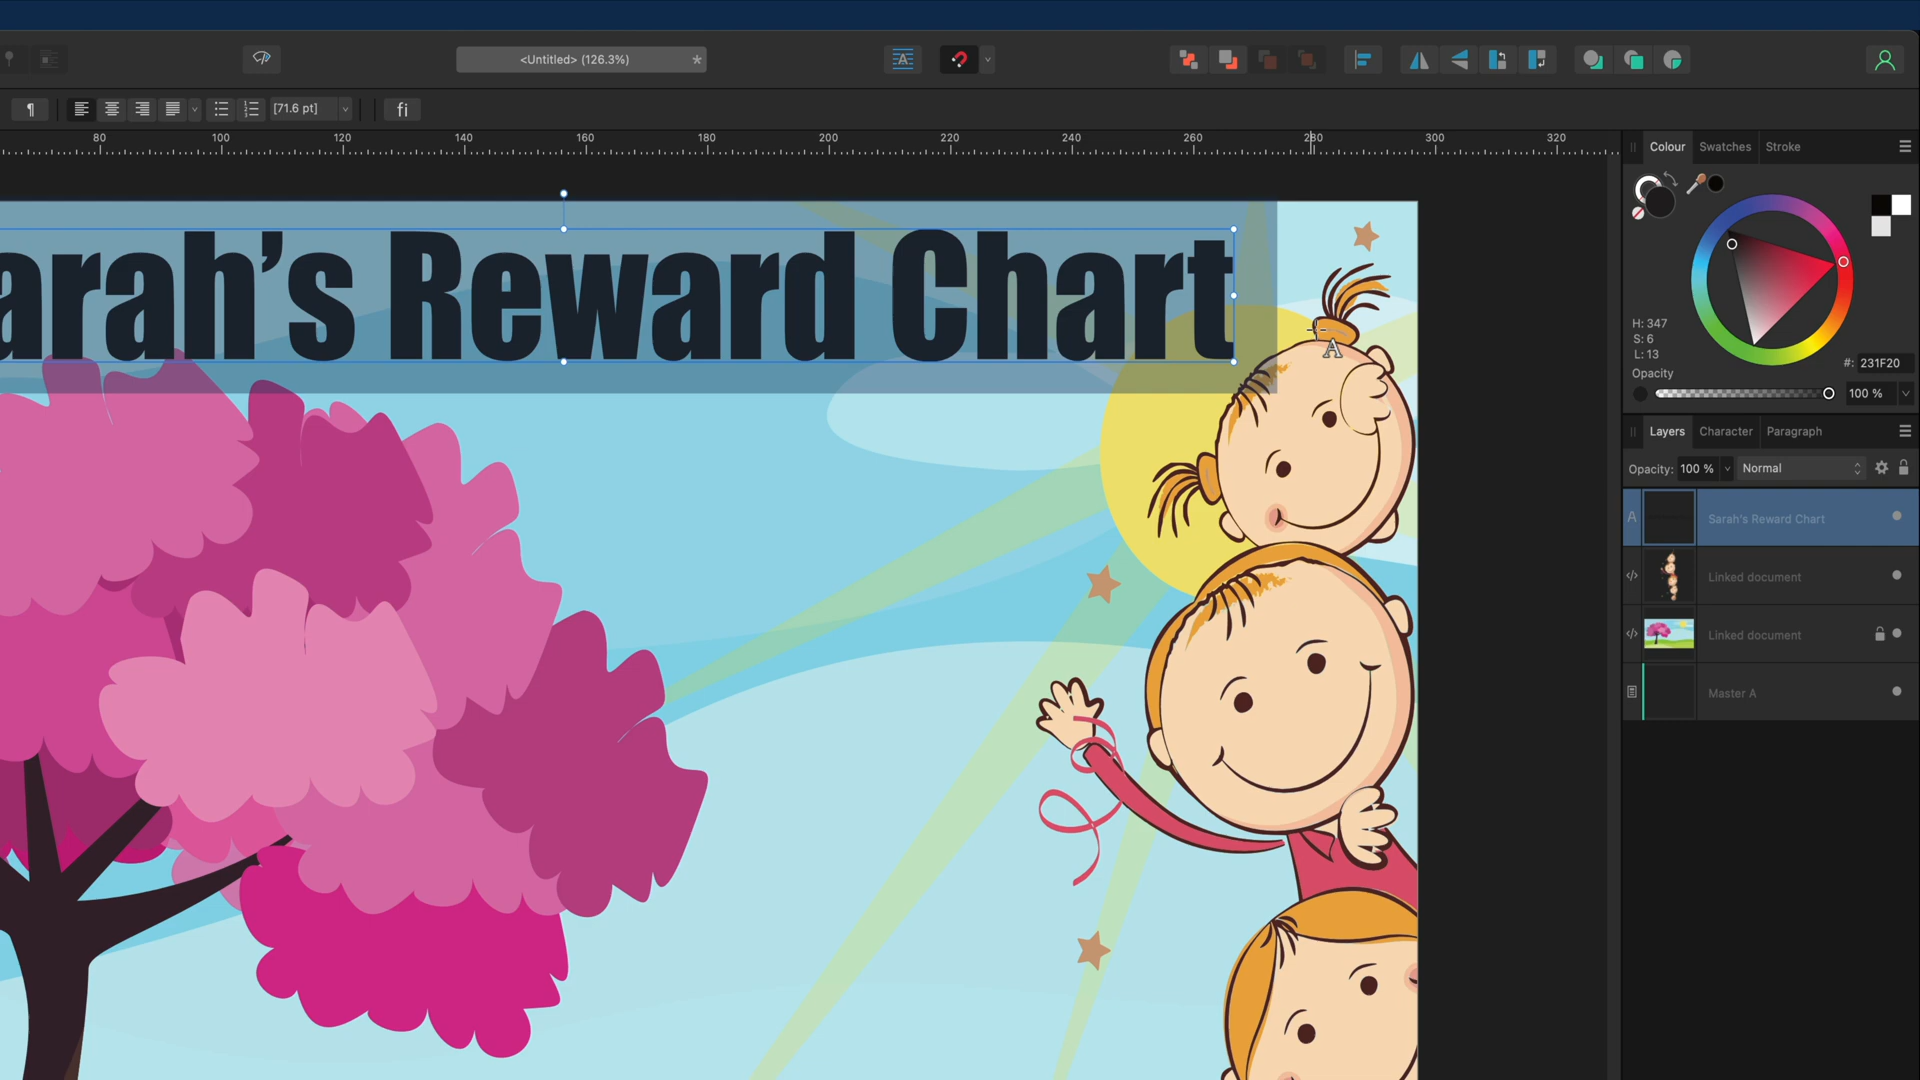 <Untitled> (126.3%)
*
A
¶
[71.6 pt]
fi
80 100 120 140 160 180 200 220 240 260 280 300 320
Colour Swatches Stroke
H: 347
S: 6
L: 13
#: 231F20
Opacity
100 %
Layers Character Paragraph
Opacity: 100 % Normal
A Sarah's Reward Chart
Linked document
Linked document
Master A
arah's Reward Chart